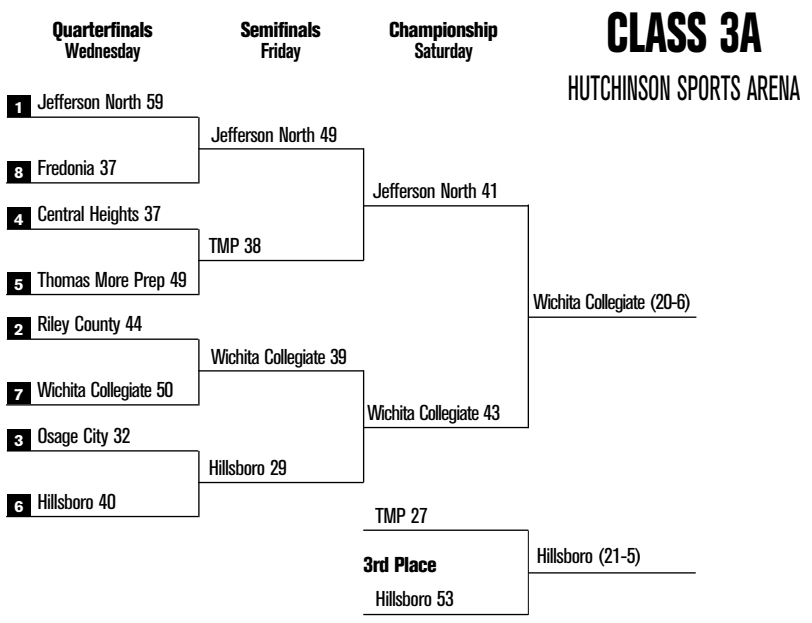 Quarterfinals
Wednesday
Semifinals
Friday
Championship
Saturday
CLASS 3A
HUTCHINSON SPORTS ARENA
1 Jefferson North 59
8 Fredonia 37
4 Central Heights 37
5 Thomas More Prep 49
2 Riley County 44
7 Wichita Collegiate 50
3 Osage City 32
6 Hillsboro 40
Jefferson North 49
TMP 38
Wichita Collegiate 39
Hillsboro 29
Jefferson North 41
Wichita Collegiate 43
Wichita Collegiate (20-6)
TMP 27
3rd Place
Hillsboro 53
Hillsboro (21-5)